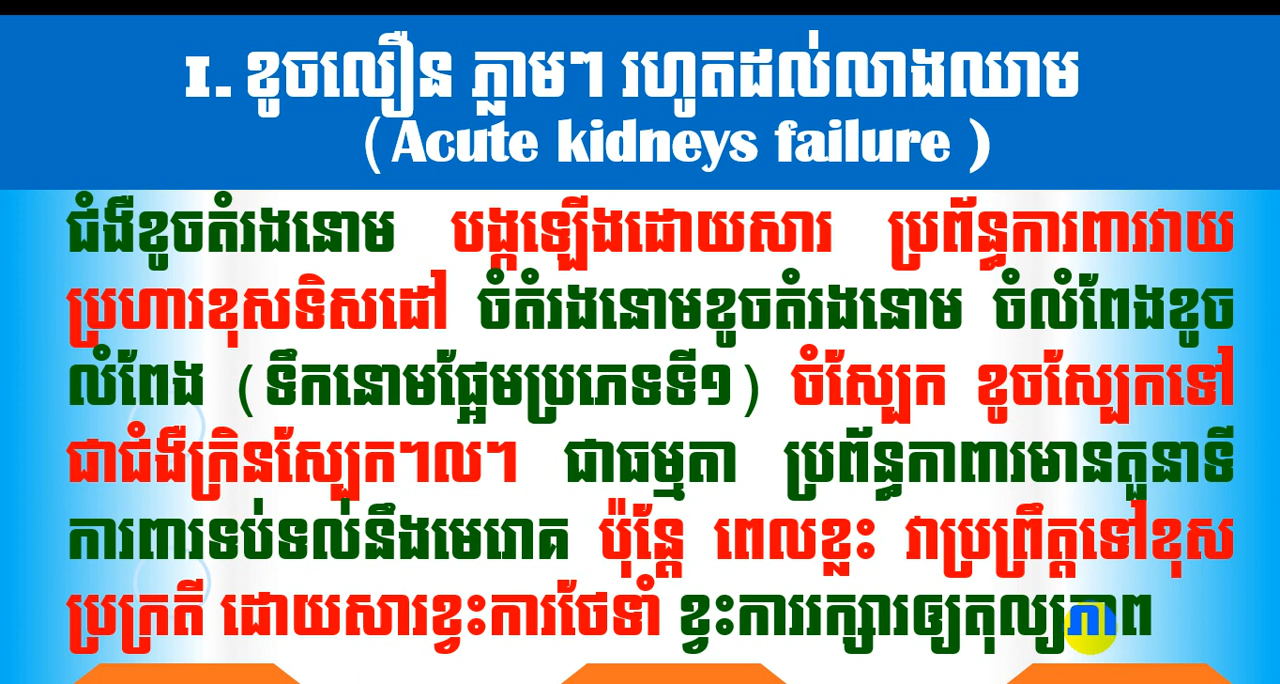 I. ខូចលឿន ភ្លាមៗ រហូតដល់លាងឈាម
(Acute kidneys failure )
ជំងឺខូចតំរងនោម បង្កឡើងដោយសារ ប្រព័ន្ធការពារវាយ
ប្រហារខុសទិសដៅ ចំតំរងនោមខូចតំរងនោម ចំលំពែងខូច
លំពែង (ទឹកនោមផ្អែមប្រភេទទី១) ចំស្បែក ខូចស្បែកទៅ
ជាជំងឺក្រិនស្បែក។ល។ ជាធម្មតា ប្រព័ន្ធកាពារមានតួនាទី
ការពារទប់ទល់នឹងមេរោគ ប៉ុន្តែ ពេលខ្លះ វាប្រព្រឹត្តទៅខុស
ប្រក្រតី ដោយសារខ្វះការថែទាំ ខ្វះការរក្សារឲ្យតុល្យភាព